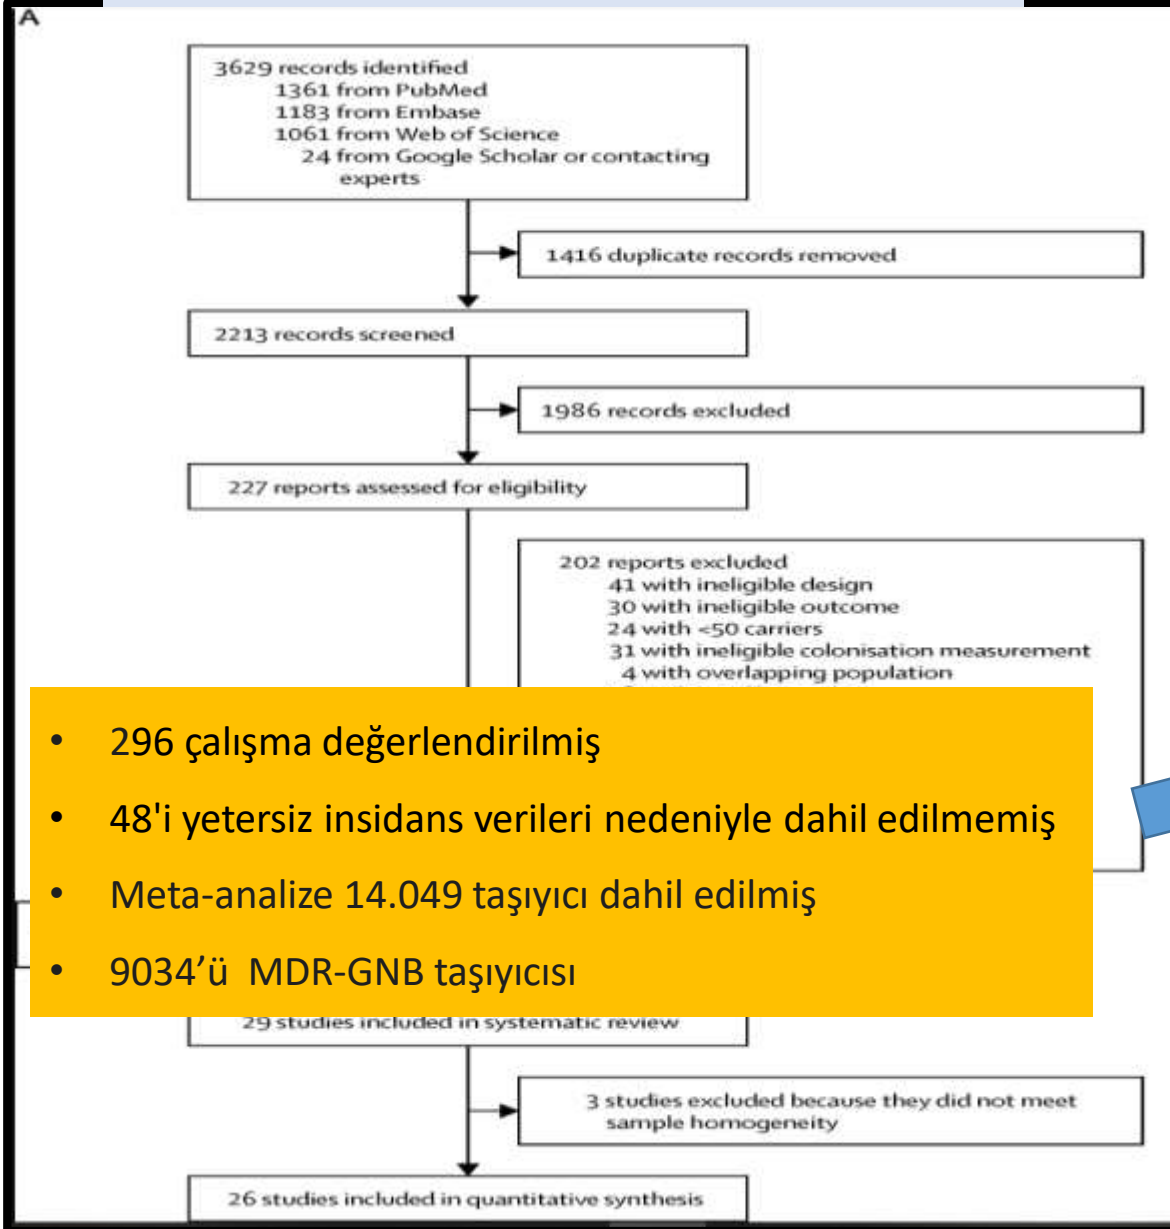 A
3629 records identified
1361 from PubMed
1183 from Embase
1061 from Web of Science
24 from Google Scholar or contacting
experts
1416 duplicate records removed
2213 records screened
1986 records excluded
227 reports assessed for eligibility
202 reports excluded
41 with ineligible design
30 with ineligible outcome
24 with <50 carriers
31 with ineligible colonisation measurement
4 with overlapping population
• 296 çalışma değerlendirilmiş
• 48'i yetersiz insidans verileri nedeniyle dahil edilmemiş
• Meta-analize 14.049 taşıyıcı dahil edilmiş
• 9034’ü MDR-GNB taşıyıcısı
29 studies included in systematic review
3 studies excluded because they did not meet
sample homogeneity
26 studies included in quantitative synthesis